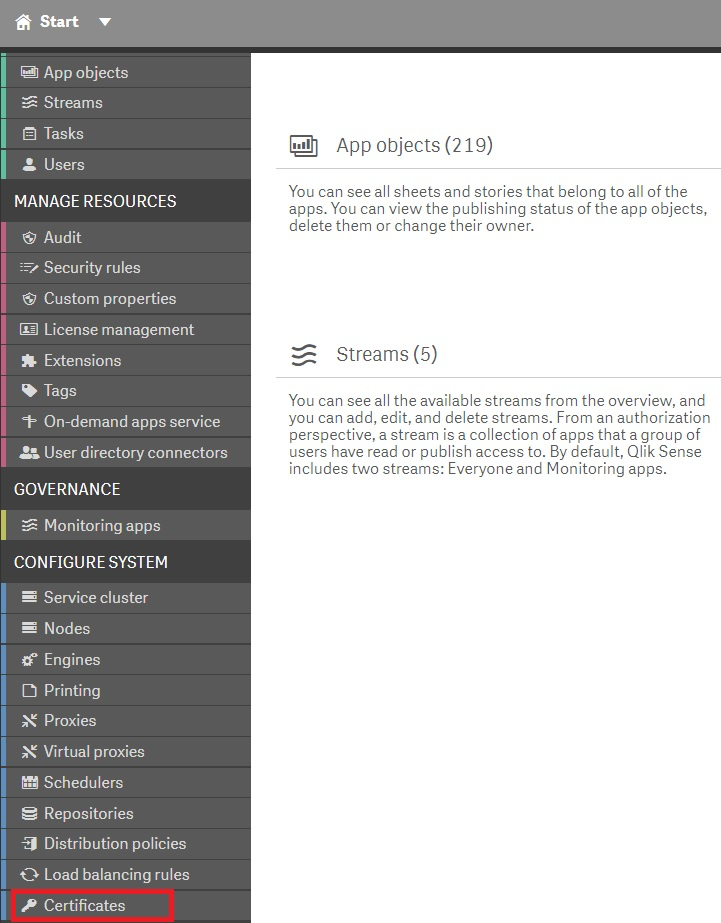 Start
App objects
Streams
Tasks
Users
MANAGE RESOURCES
Audit
Security rules
Custom properties
License management
Extensions
Tags
On-demand apps service
User directory connectors
GOVERNANCE
Monitoring apps
CONFIGURE SYSTEM
Service cluster
Nodes
Engines
Printing
Proxies
Virtual proxies
Schedulers
Repositories
Distribution policies
Load balancing rules
Certificates
App objects (219)
You can see all sheets and stories that belong to all of the
apps. You can view the publishing status of the app objects,
delete them or change their owner.
Streams (5)
You can see all the available streams from the overview, and
you can add, edit, and delete streams. From an authorization
perspective, a stream is a collection of apps that a group of
users have read or publish access to. By default, Qlik Sense
includes two streams: Everyone and Monitoring apps.